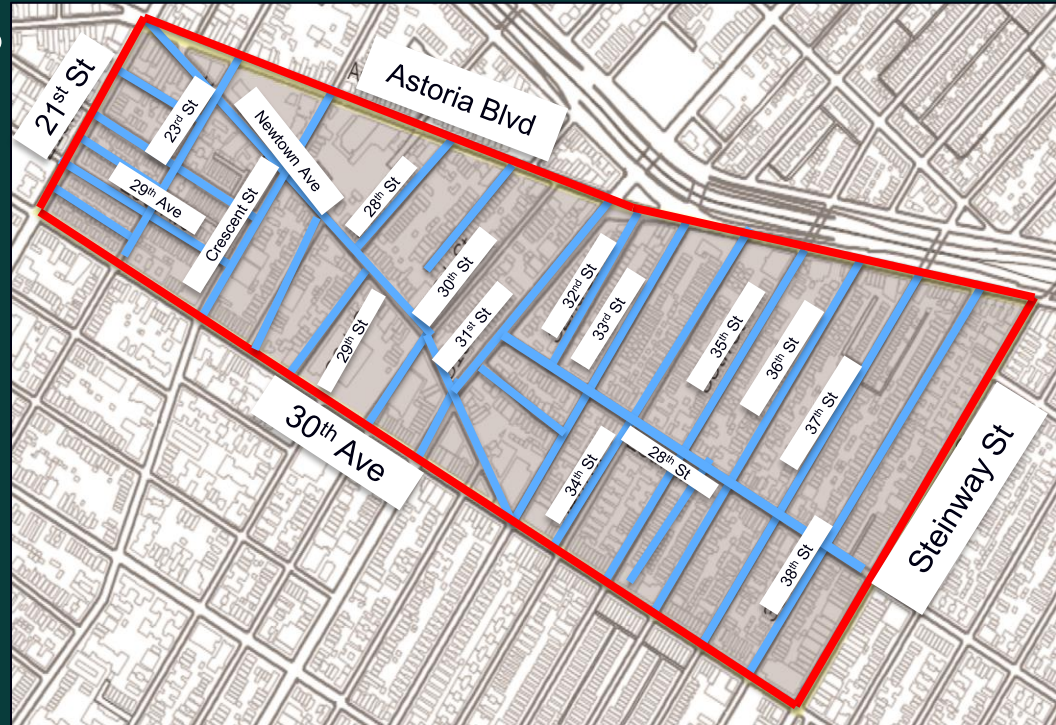 21st St
Astoria Blvd
23rd St
Newtown Ave
29th Ave
Crescent St
28th St
30th St
31st St
32nd St
33rd St
29th St
35th St
36th St
37th St
30th Ave
34th St
28th St
38th St
Steinway St